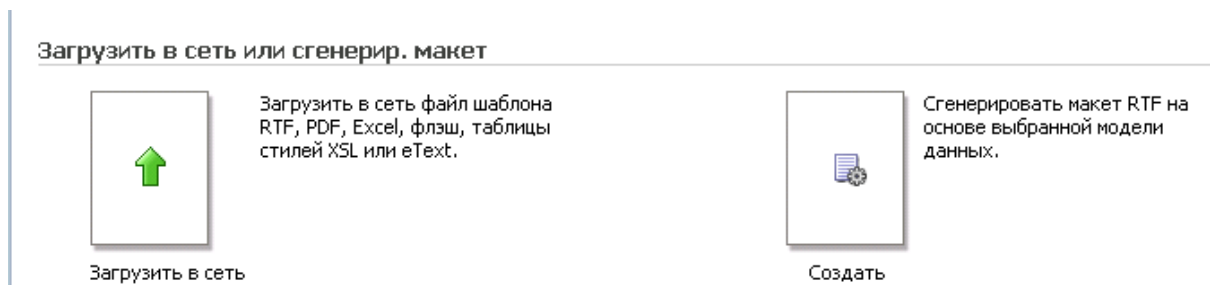 Загрузить в сеть или сгенерир. макет
Загрузить в сеть файл шаблона
RTF, PDF, Excel, флэш, таблицы
стилей XSL или eText.
Загрузить в сеть
Сгенерировать макет RTF на
основе выбранной модели
данных.
Создать